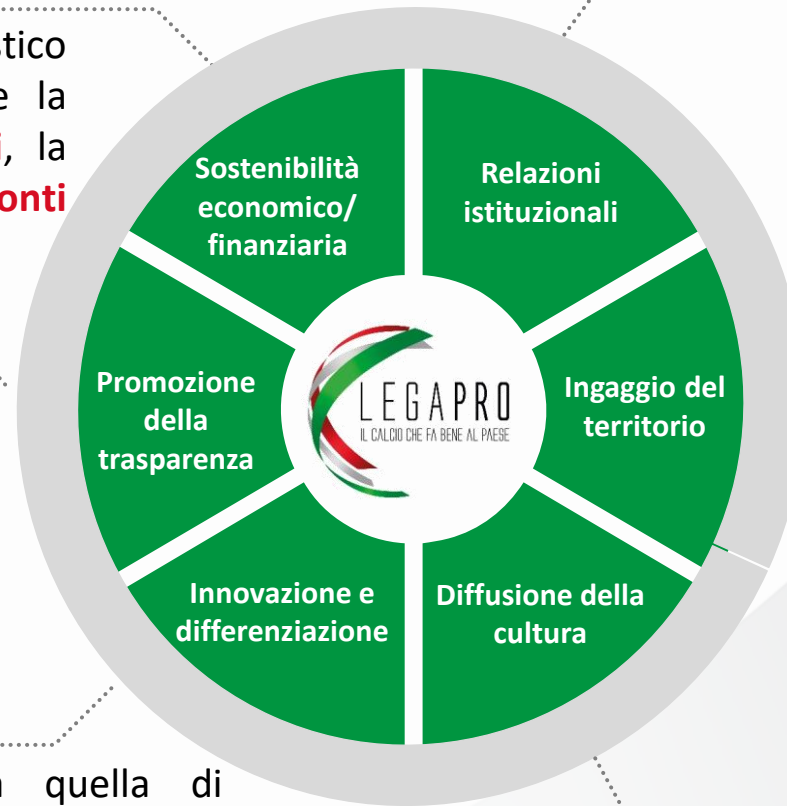 stico
e la
i, la
onti
Sostenibilità
economico/
finanziaria
Relazioni
istituzionali
Promozione
della
trasparenza
LEGAPRO
IL CALCIO CHE FA BENE AL PAESE
Ingaggio del
territorio
Innovazione e
differenziazione
Diffusione della
cultura
quella di